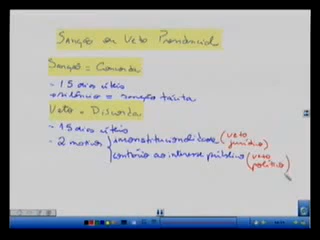 Sanção ou Veto Presidencial
Sanção = Concorda
- 15 dias úteis
silêncio = sanção tácita
Veto = Discorda
- 15 dias úteis
- 2 motivos { inconstitucionalidade (veto jurídico)
contrário ao interesse público (veto político)